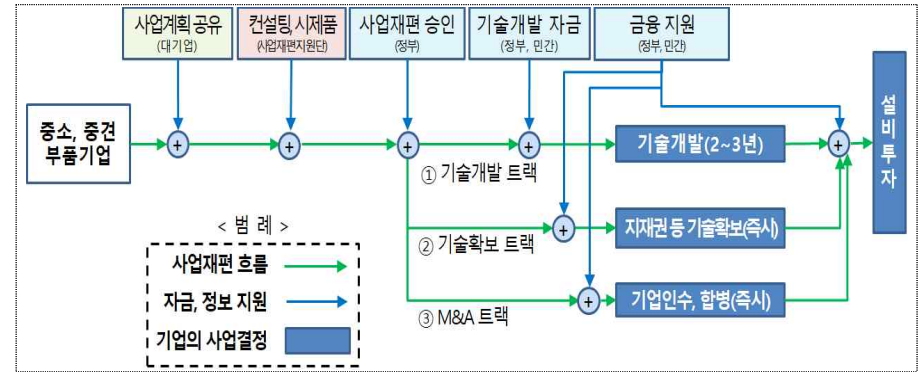 사업계획 공유
(대기업)
컨설팅, 시제품
(사업재편지원단)
사업재편 승인
(정부)
기술개발 자금
(정부, 민간)
금융 지원
(정부, 민간)
중소, 중견
부품기업
+
+
+
+
기술개발(2~3년)
+
설비투자
① 기술개발 트랙
② 기술확보 트랙
+
지재권 등 기술확보(즉시)
③ M&A 트랙
+
기업인수, 합병(즉시)
< 범 례 >
사업재편 흐름
자금, 정보 지원
기업의 사업결정